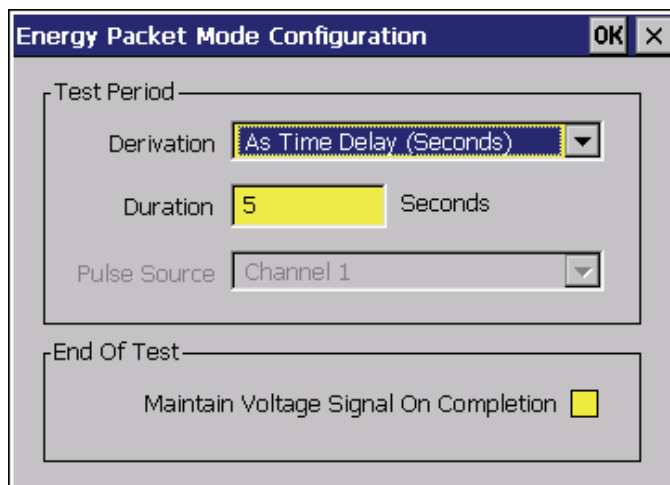 Energy Packet Mode Configuration OK ×
Test Period
Derivation As Time Delay (Seconds)
Duration 5 Seconds
Pulse Source Channel 1
End Of Test
Maintain Voltage Signal On Completion